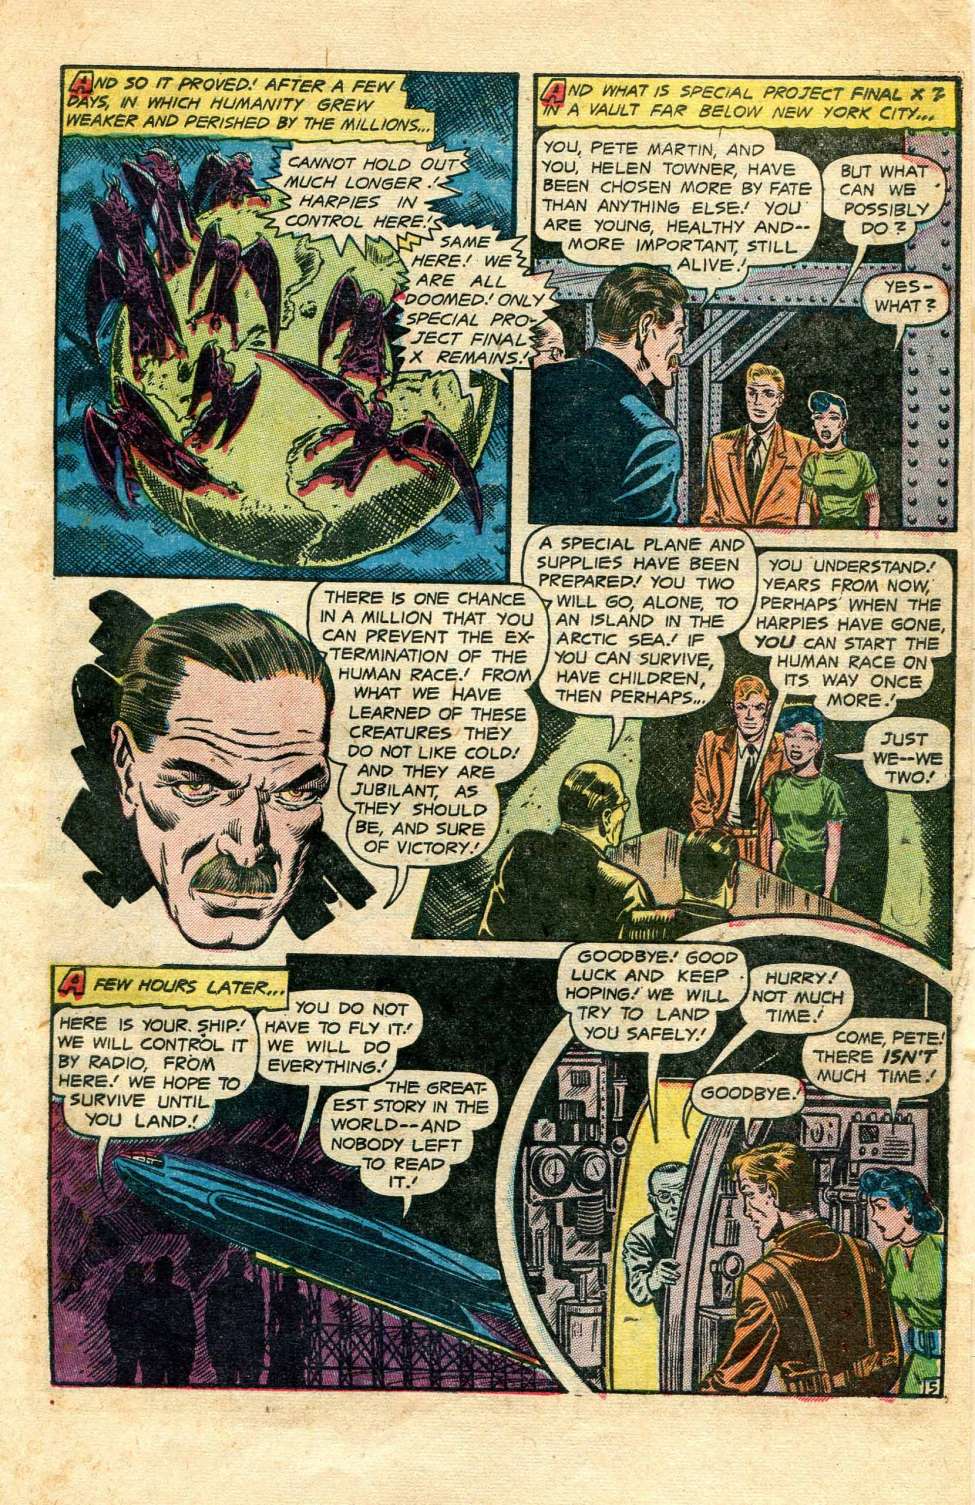 AND SO IT PROVED! AFTER A FEW
DAYS, IN WHICH HUMANITY GREW
WEAKER AND PERISHED BY THE MILLIONS...
CANNOT HOLD OUT
MUCH LONGER!
HARPIES IN
CONTROL HERE!
SAME
HERE! WE
ARE ALL
DOOMED! ONLY
SPECIAL PRO-
JECT FINAL
X REMAINS!
AND WHAT IS SPECIAL PROJECT FINAL X?
IN A VAULT FAR BELOW NEW YORK CITY...
YOU, PETE MARTIN, AND
YOU, HELEN TOWNER, HAVE
BEEN CHOSEN MORE BY FATE
THAN ANYTHING ELSE! YOU
ARE YOUNG, HEALTHY AND--
MORE IMPORTANT, STILL
ALIVE!
BUT WHAT
CAN WE
POSSIBLY
DO?
YES-
WHAT?
THERE IS ONE CHANCE
IN A MILLION THAT YOU
CAN PREVENT THE EX-
TERMINATION OF THE
HUMAN RACE! FROM
WHAT WE HAVE
LEARNED OF THESE
CREATURES THEY
DO NOT LIKE COLD!
AND THEY ARE
JUBILANT, AS
THEY SHOULD
BE, AND SURE
OF VICTORY!
A SPECIAL PLANE AND
SUPPLIES HAVE BEEN
PREPARED! YOU TWO
WILL GO, ALONE, TO
AN ISLAND IN THE
ARCTIC SEA! IF
YOU CAN SURVIVE,
HAVE CHILDREN,
THEN PERHAPS...
YOU UNDERSTAND!
YEARS FROM NOW,
PERHAPS WHEN THE
HARPIES HAVE GONE,
YOU CAN START THE
HUMAN RACE ON
ITS WAY ONCE
MORE!
JUST
WE--WE
TWO!
A FEW HOURS LATER...
HERE IS YOUR SHIP!
WE WILL CONTROL IT
BY RADIO, FROM
HERE! WE HOPE TO
SURVIVE UNTIL
YOU LAND!
YOU DO NOT
HAVE TO FLY IT!
WE WILL DO
EVERYTHING!
THE GREAT-
EST STORY IN THE
WORLD--AND
NOBODY LEFT
TO READ
IT!
GOODBYE! GOOD
LUCK AND KEEP
HOPING! WE WILL
TRY TO LAND
YOU SAFELY!
HURRY!
NOT MUCH
TIME!
GOODBYE!
COME, PETE!
THERE ISN'T
MUCH TIME!
5